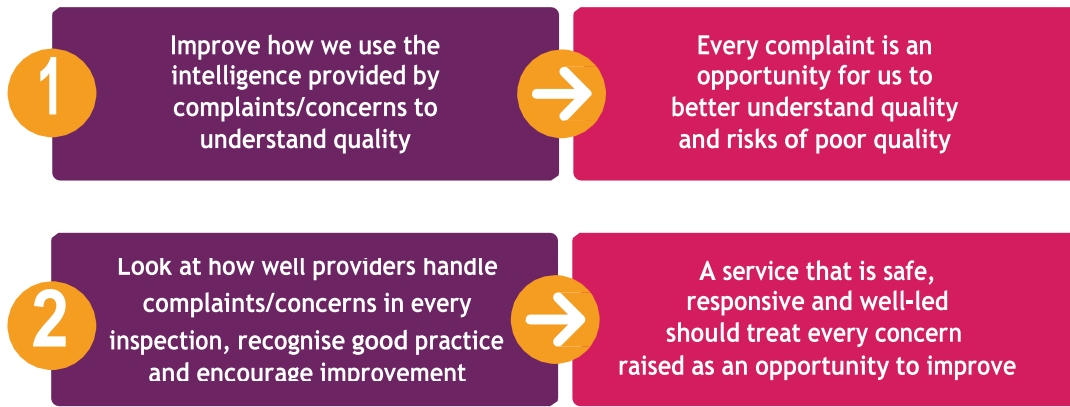 1
Improve how we use the
intelligence provided by
complaints/concerns to
understand quality
Every complaint is an
opportunity for us to
better understand quality
and risks of poor quality
2
Look at how well providers handle
complaints/concerns in every
inspection, recognise good practice
and encourage improvement
A service that is safe,
responsive and well-led
should treat every concern
raised as an opportunity to improve